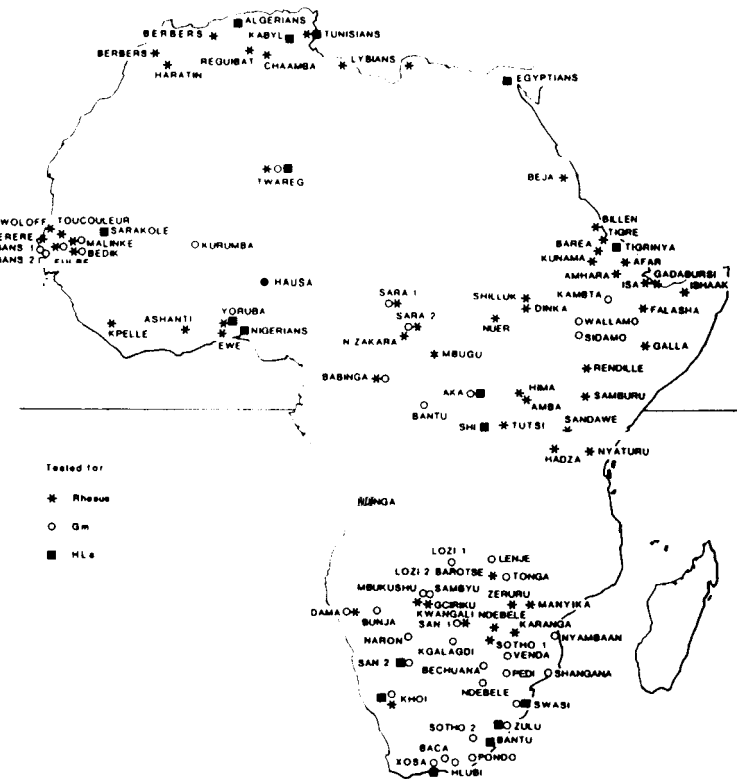 ALGERIANS
BERBERS
KABYL
TUNISIANS
BERBERS
REGUIBAT
LYBIANS
CHAAMBA
HARATIN
EGYPTIANS
TWAREG
BEJA
WOLOFF TOUCOULEUR
SARAKOLE
ERERE
MALINKE
IANS 1
BEDIK
IANS 2
KURUMBA
BILLEN
TIGRE
BAREA
TIGRINYA
KUNAMA
AFAR
AMHARA
GADABURSI
ISA
ISHAAK
HAUSA
SARA 1
SHILLUK
KAMBTA
DINKA
FALASHA
SARA 2
NUER
WALLAMO
YORUBA
ASHANTI
NIGERIANS
KPELLE
EWE
N ZAKARA
SIDAMO
GALLA
MBUGU
RENDILLE
BABINGA
AKA
HIMA
AMBA
SAMBURU
BANTU
SHI
TUTSI
SANDAWE
HADZA
NYATURU
Tested for
Rhesus
Gm
HLa
LOZI 1
LENJE
LOZI 2 BAROTSE
TONGA
MBUKUSHU
SAMBYU
ZERURU
GCIRIKU
MANYIKA
DAMA
BUNJA
KWANGALI
NDEBELE
SAN 1
KARANGA
NARON
SOTHO 1
NYAMBAAN
KGALAGDI
VENDA
SAN 2
BECHUANA
PEDI
SHANGANA
NDEBELE
KHOI
SWASI
SOTHO 2
ZULU
BANTU
BACA
XOSA
PONDO
HLUBI